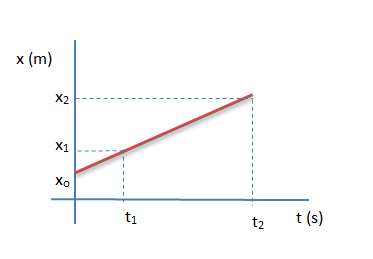 x (m)
x₂
x₁
xₒ
t₁
t₂
t (s)